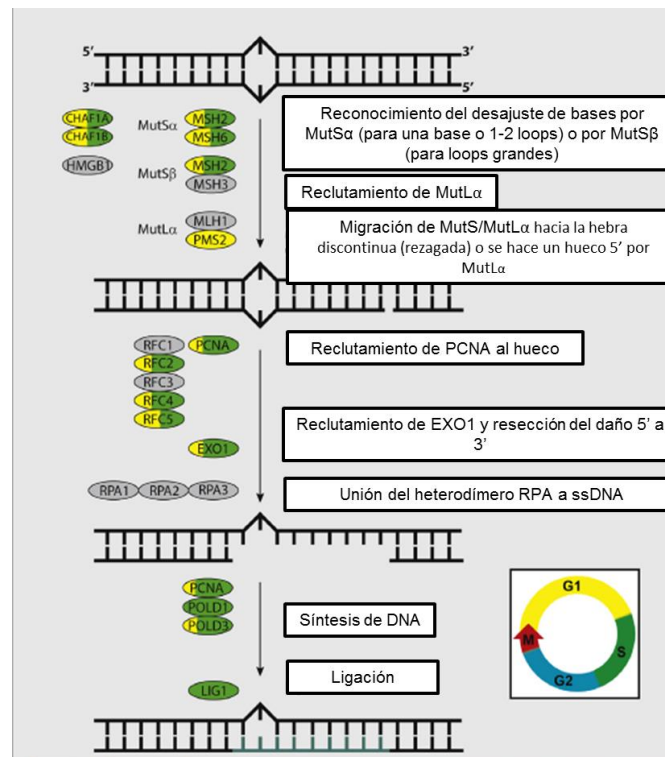 5′ 3′
3′ 5′
CHAF1A
CHAF1B
HMGB1
MutSα
MSH2
MSH6
MutSβ
MSH2
MSH3
MutLα
MLH1
PMS2
Reconocimiento del desajuste de bases por
MutSα (para una base o 1-2 loops) o por MutSβ
(para loops grandes)
Reclutamiento de MutLα
Migración de MutS/MutLα hacia la hebra
discontinua (rezagada) o se hace un hueco 5′ por
MutLα
RFC1
PCNA
RFC2
RFC3
RFC4
RFC5
EXO1
RPA1 RPA2 RPA3
Reclutamiento de PCNA al hueco
Reclutamiento de EXO1 y resección del daño 5’ a
3’
Unión del heterodímero RPA a ssDNA
PCNA
POLD1
POLD3
Síntesis de DNA
LIG1
Ligación
G1
S
G2
M